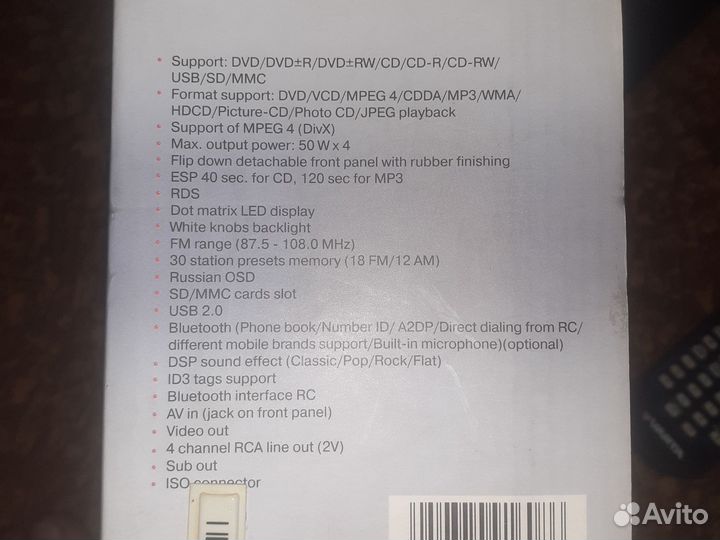 • Support: DVD/DVD±R/DVD±RW/CD/CD-R/CD-RW/
USB/SD/MMC
• Format support: DVD/VCD/MPEG 4/CDDA/MP3/WMA/
HDCD/Picture-CD/Photo CD/JPEG playback
• Support of MPEG 4 (DivX)
• Max. output power: 50 W x 4
• Flip down detachable front panel with rubber finishing
• ESP 40 sec. for CD, 120 sec for MP3
• RDS
• Dot matrix LED display
• White knobs backlight
• FM range (87.5 - 108.0 MHz)
• 30 station presets memory (18 FM/12 AM)
• Russian OSD
• SD/MMC cards slot
• USB 2.0
• Bluetooth (Phone book/Number ID/ A2DP/Direct dialing from RC/
different mobile brands support/Built-in microphone)(optional)
• DSP sound effect (Classic/Pop/Rock/Flat)
• ID3 tags support
• Bluetooth interface RC
• AV in (jack on front panel)
• Video out
• 4 channel RCA line out (2V)
• Sub out
• ISO connector
Avito